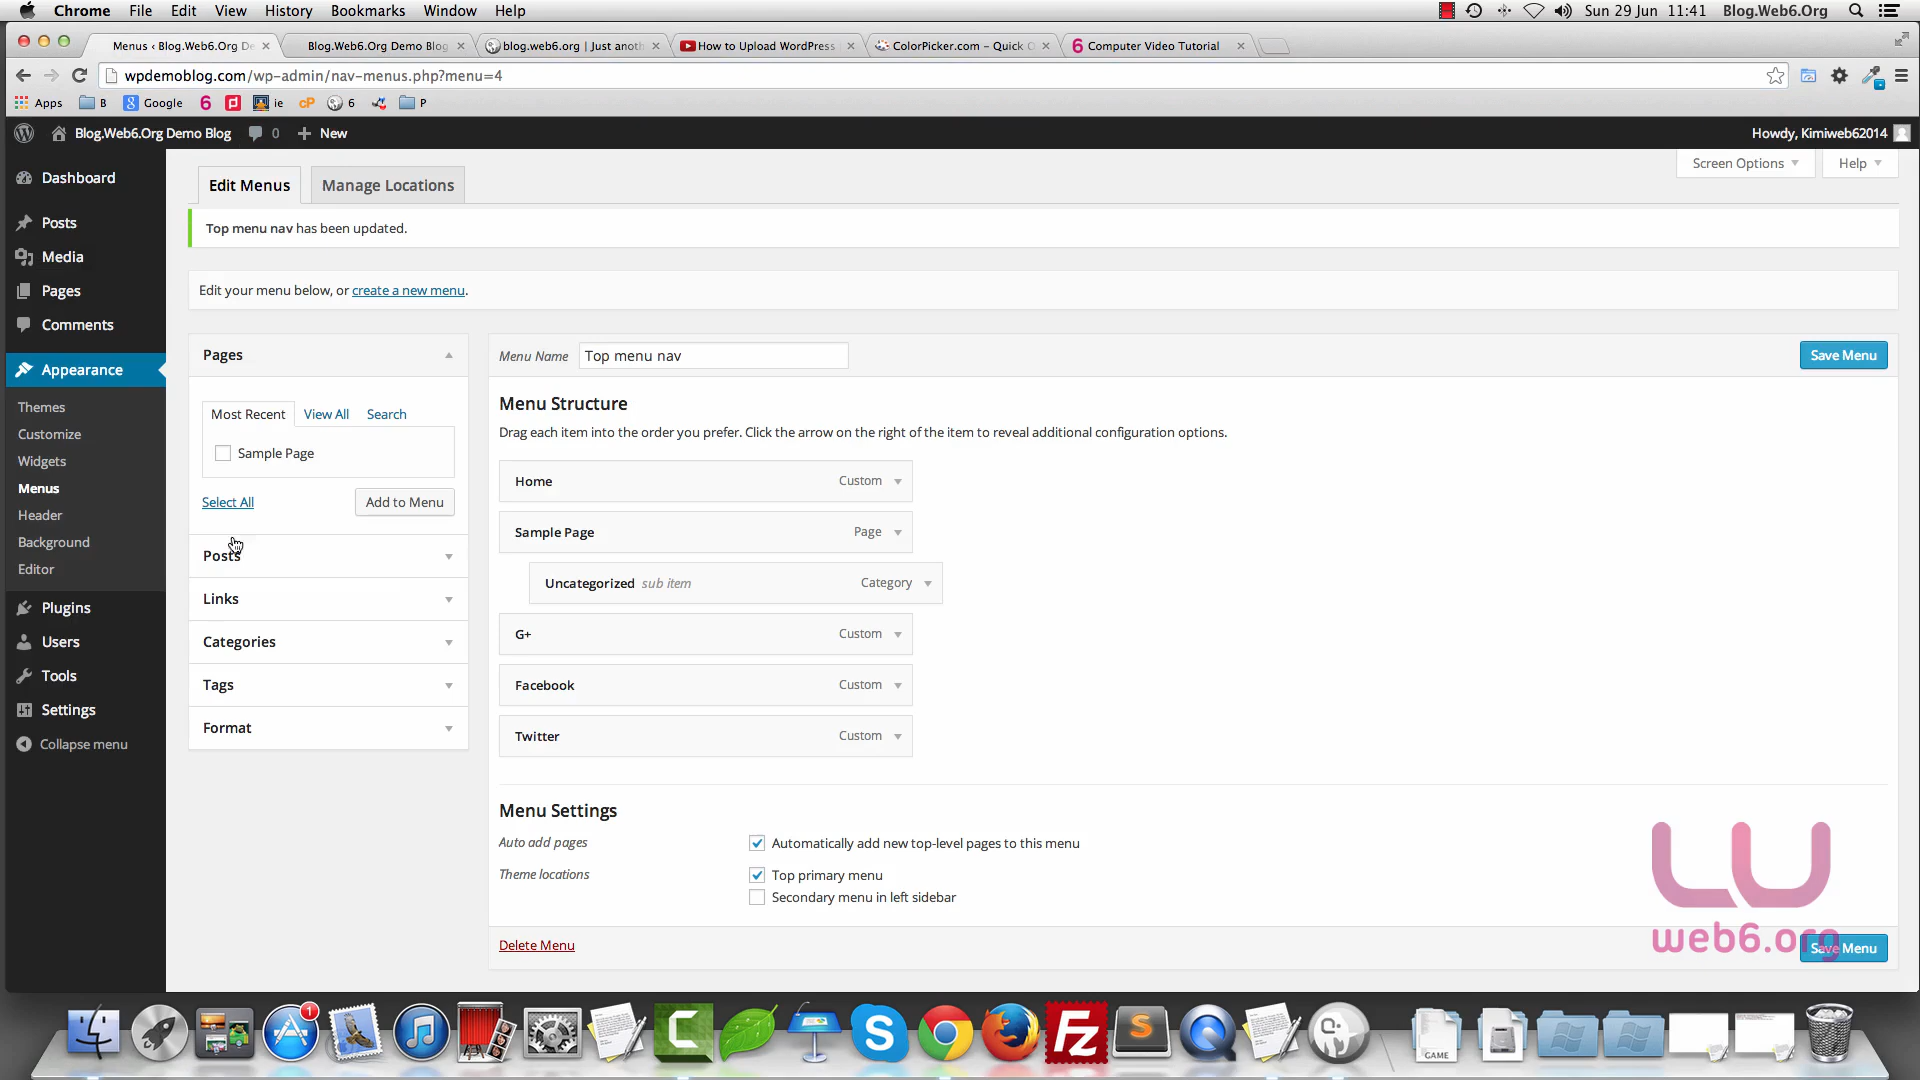 Chrome File Edit View History Bookmarks Window Help Sun 29 Jun 11:41 Blog.Web6.Org
Menus ‹ Blog.Web6.Org De
Blog.Web6.Org Demo Blog
blog.web6.org | Just anot
How to Upload WordPress
ColorPicker.com – Quick
Computer Video Tutorial
wpdemoblog.com/wp-admin/nav-menus.php?menu=4
Apps B Google 6 ie cP 6 P
Blog.Web6.Org Demo Blog 0 + New Howdy, Kimiweb62014
Screen Options Help
Edit Menus Manage Locations
Top menu nav has been updated.
Edit your menu below, or create a new menu.
Dashboard
Posts
Media
Pages
Comments
Appearance
Themes
Customize
Widgets
Menus
Header
Background
Editor
Plugins
Users
Tools
Settings
Collapse menu
Pages
Most Recent View All Search
Sample Page
Select All Add to Menu
Posts
Links
Categories
Tags
Format
Menu Name Top menu nav Save Menu
Menu Structure
Drag each item into the order you prefer. Click the arrow on the right of the item to reveal additional configuration options.
Home Custom
Sample Page Page
Uncategorized sub item Category
G+ Custom
Facebook Custom
Twitter Custom
Menu Settings
Auto add pages Automatically add new top-level pages to this menu
Theme locations Top primary menu
Secondary menu in left sidebar
Delete Menu Save Menu
web6.org
1
GAME